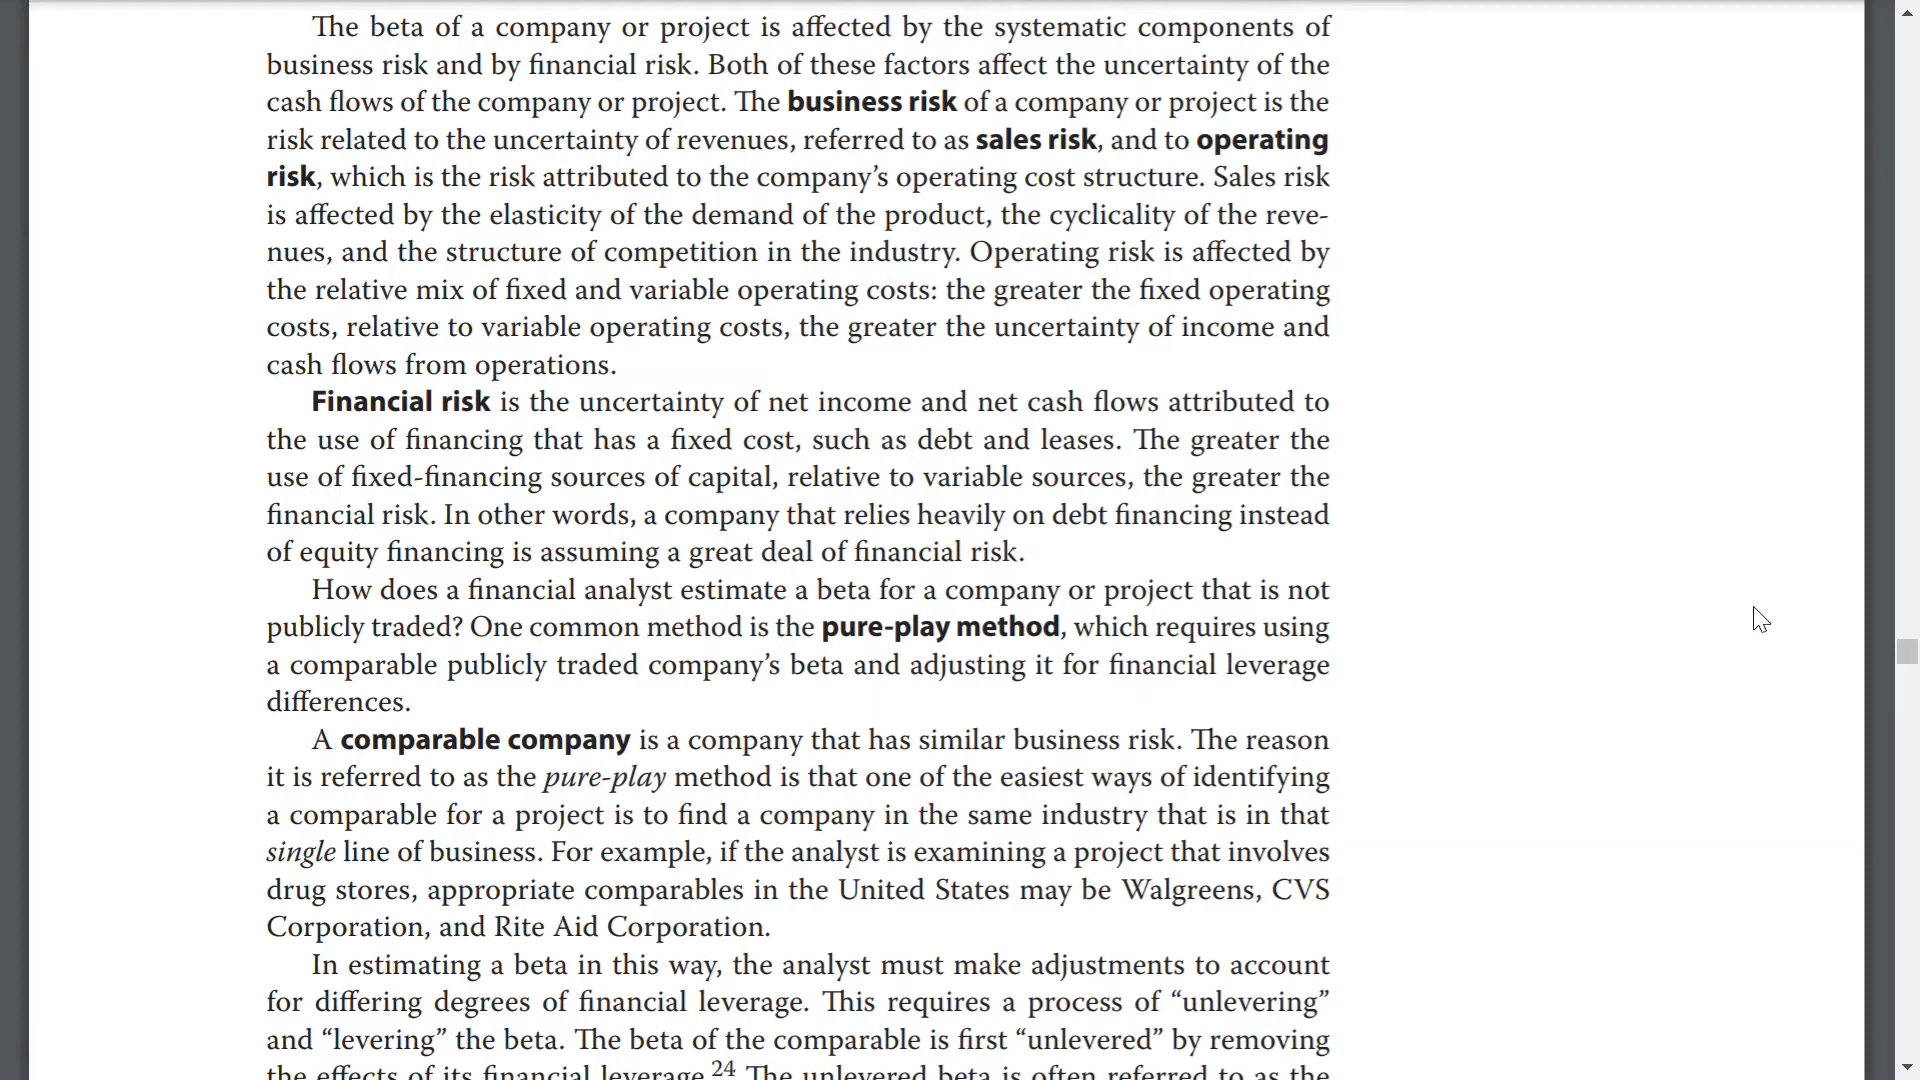 The beta of a company or project is affected by the systematic components of
business risk and by financial risk. Both of these factors affect the uncertainty of the
cash flows of the company or project. The business risk of a company or project is the
risk related to the uncertainty of revenues, referred to as sales risk, and to operating
risk, which is the risk attributed to the company’s operating cost structure. Sales risk
is affected by the elasticity of the demand of the product, the cyclicality of the reve-
nues, and the structure of competition in the industry. Operating risk is affected by
the relative mix of fixed and variable operating costs: the greater the fixed operating
costs, relative to variable operating costs, the greater the uncertainty of income and
cash flows from operations.
Financial risk is the uncertainty of net income and net cash flows attributed to
the use of financing that has a fixed cost, such as debt and leases. The greater the
use of fixed-financing sources of capital, relative to variable sources, the greater the
financial risk. In other words, a company that relies heavily on debt financing instead
of equity financing is assuming a great deal of financial risk.
How does a financial analyst estimate a beta for a company or project that is not
publicly traded? One common method is the pure-play method, which requires using
a comparable publicly traded company’s beta and adjusting it for financial leverage
differences.
A comparable company is a company that has similar business risk. The reason
it is referred to as the pure-play method is that one of the easiest ways of identifying
a comparable for a project is to find a company in the same industry that is in that
single line of business. For example, if the analyst is examining a project that involves
drug stores, appropriate comparables in the United States may be Walgreens, CVS
Corporation, and Rite Aid Corporation.
In estimating a beta in this way, the analyst must make adjustments to account
for differing degrees of financial leverage. This requires a process of “unlevering”
and “levering” the beta. The beta of the comparable is first “unlevered” by removing
the effects of its financial leverage.24 The unlevered beta is often referred to as the